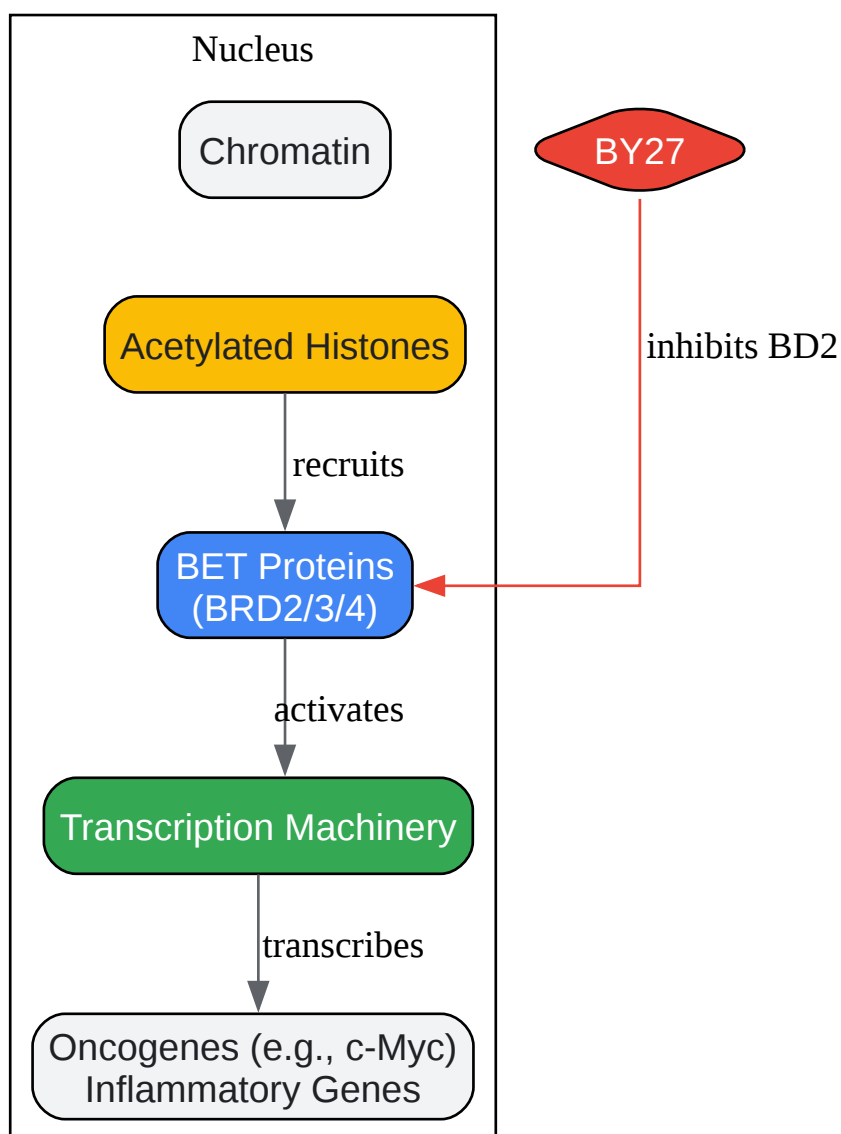 Nucleus
Chromatin
BY27
Acetylated Histones
inhibits BD2
recruits
BET Proteins
(BRD2/3/4)
activates
Transcription Machinery
transcribes
Oncogenes (e.g., c-Myc)
Inflammatory Genes